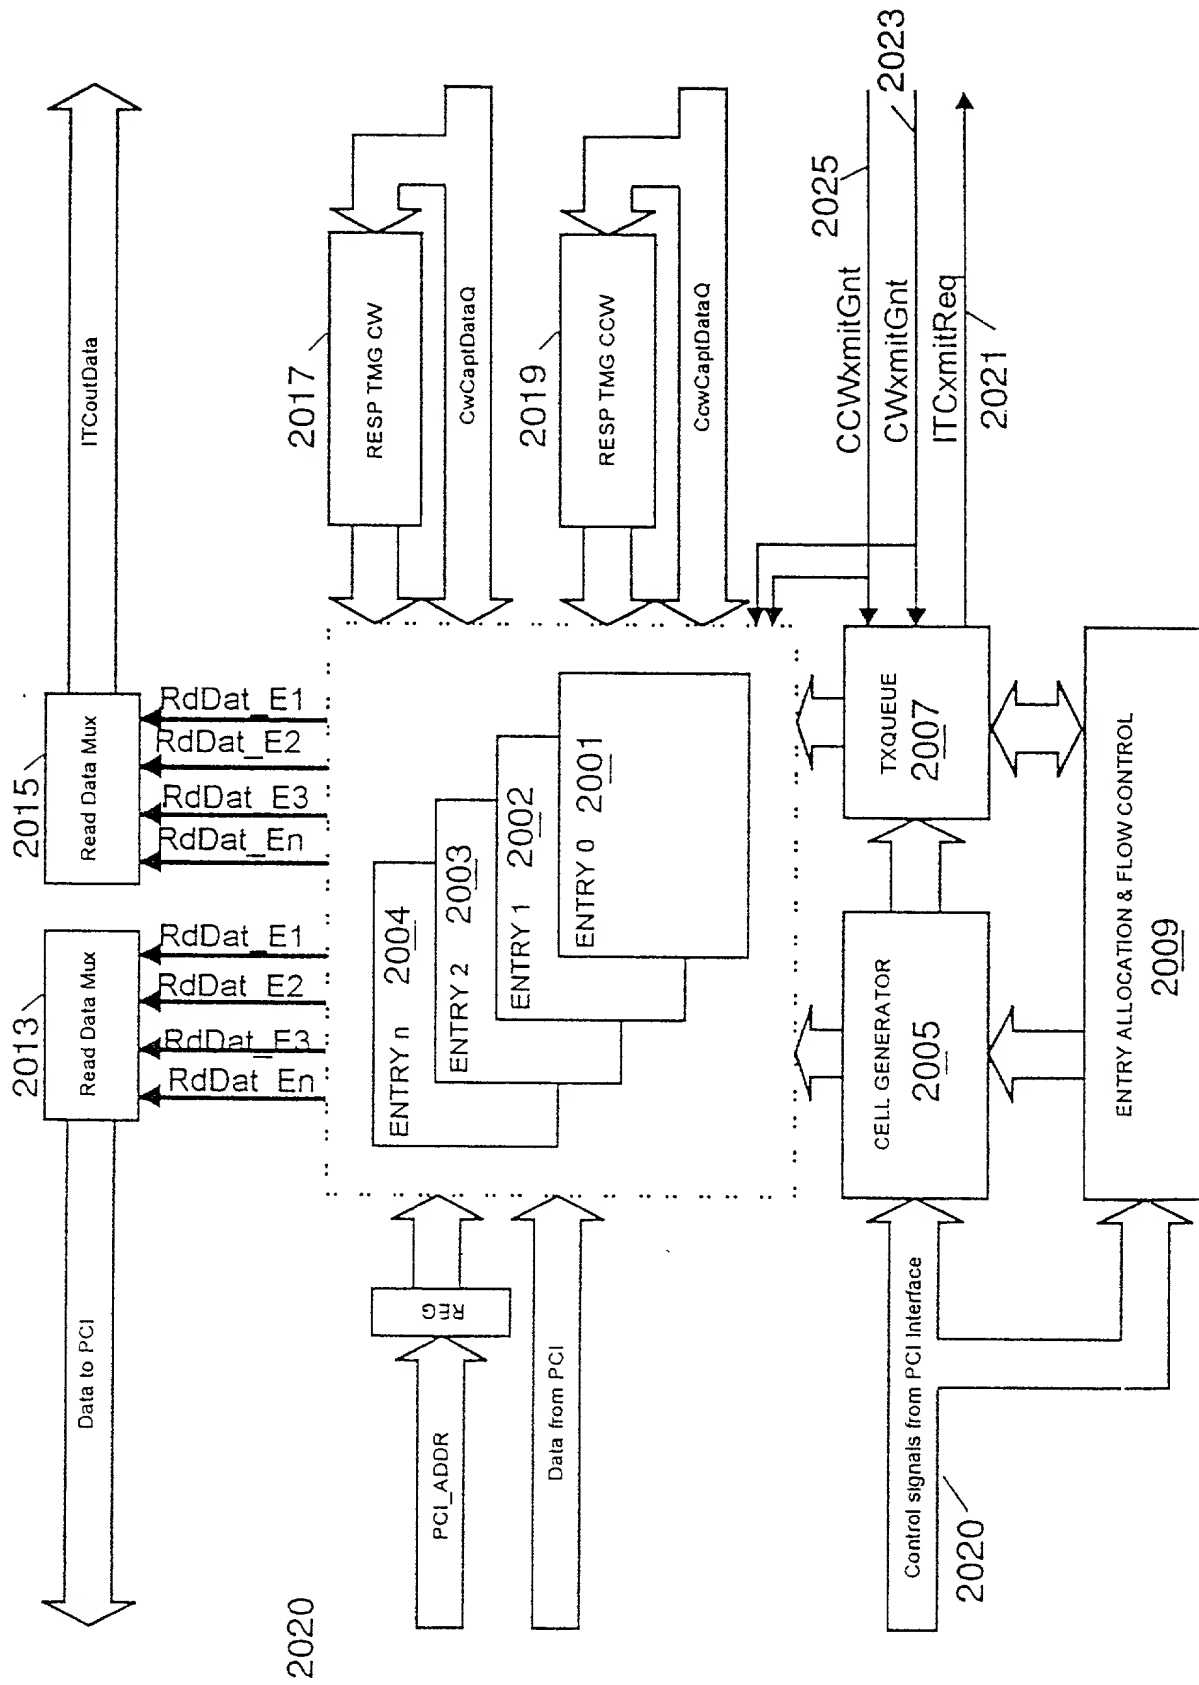 Data to PCI
2013
Read Data Mux
2015
Read Data Mux
ITCoutData
RdDat_En
RdDat_E3
RdDat_E2
RdDat_E1
RdDat_En
RdDat_E3
RdDat_E2
RdDat_E1
2020
PCI_ADDR
REG
Data from PCI
ENTRY n 2004
ENTRY 2 2003
ENTRY 1 2002
ENTRY 0 2001
2017
RESP TMG CW
CwCaptDataQ
2019
RESP TMG CCW
CcwCaptDataQ
Control signals from PCI Interface
2020
CELL GENERATOR
2005
TXQUEUE
2007
CCWxmitGnt
2025
CWxmitGnt
2023
ITCxmitReq
2021
ENTRY ALLOCATION & FLOW CONTROL
2009